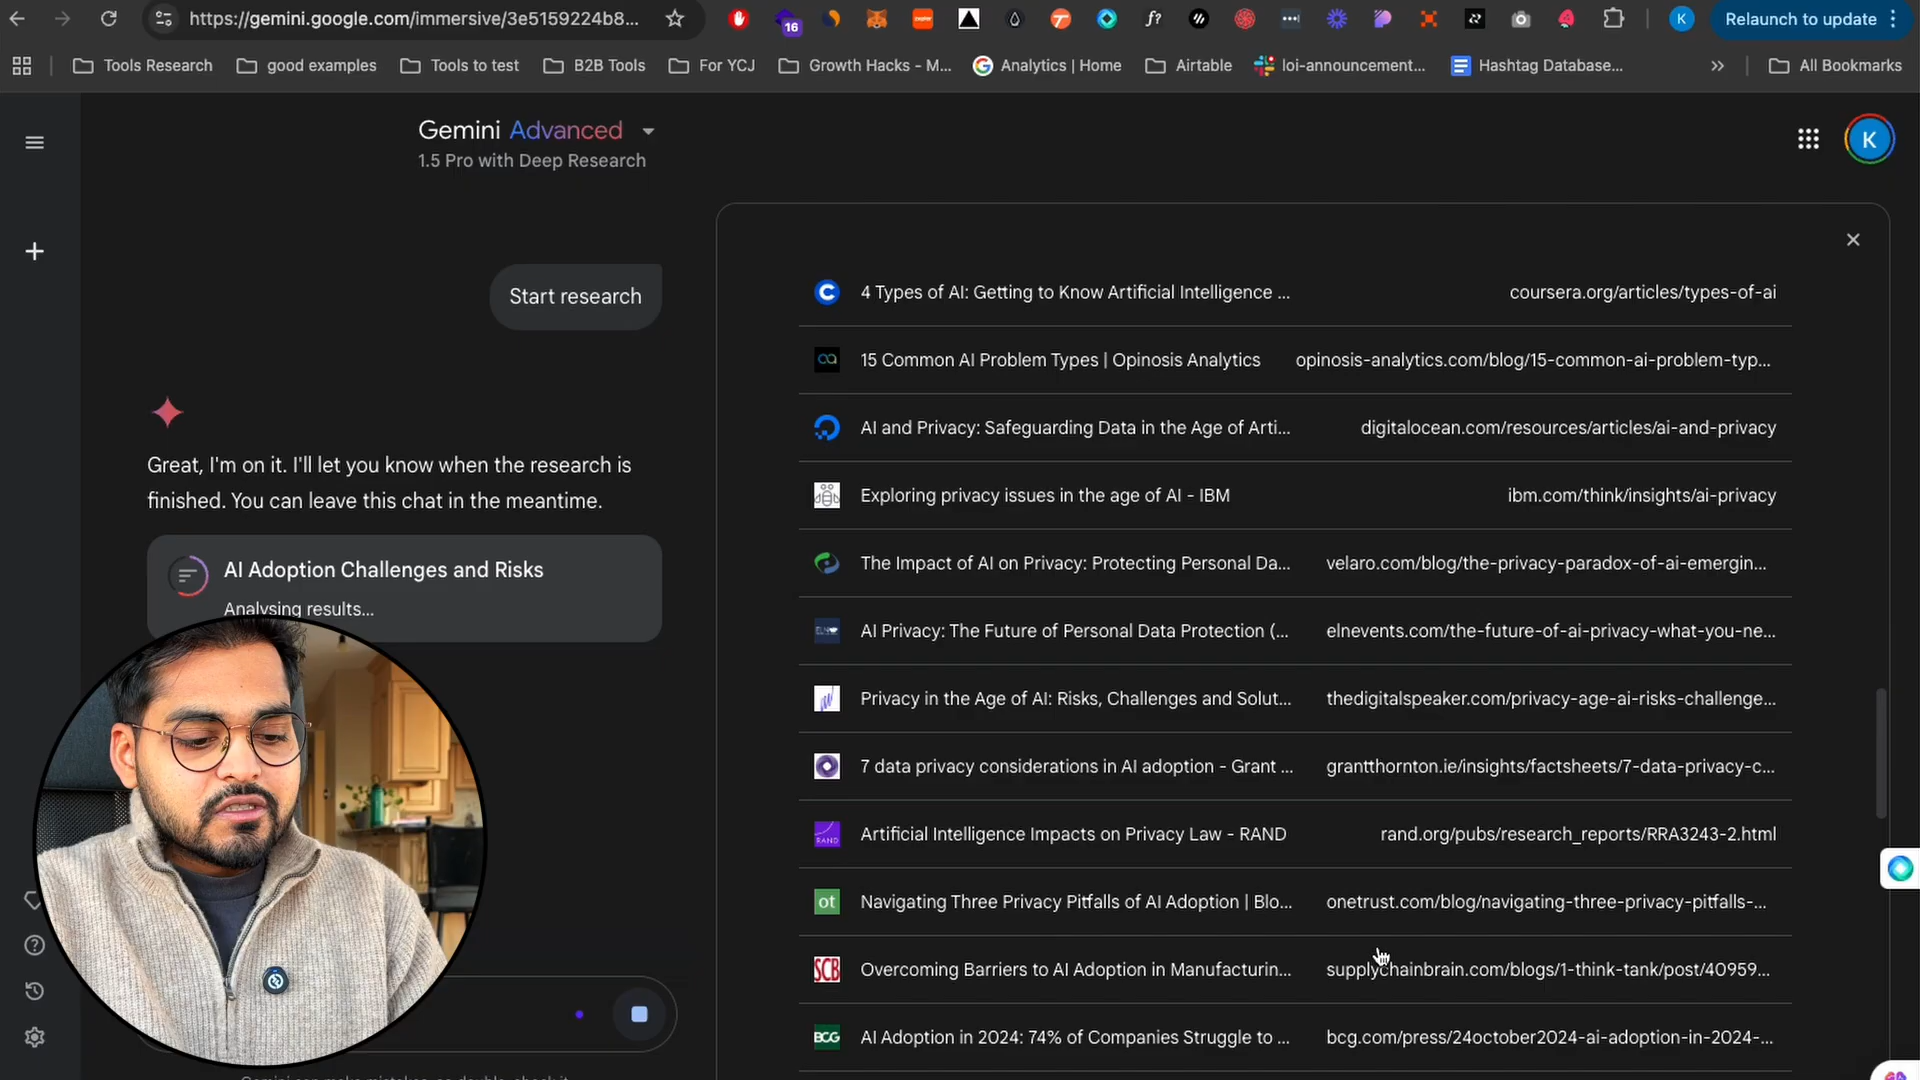 https://gemini.google.com/immersive/3e5159224b8...
16
f?
K
Relaunch to update
Tools Research
good examples
Tools to test
B2B Tools
For YCJ
Growth Hacks - M...
Analytics | Home
Airtable
loi-announcement...
Hashtag Database...
All Bookmarks
Gemini Advanced
1.5 Pro with Deep Research
K
Start research
Great, I'm on it. I'll let you know when the research is
finished. You can leave this chat in the meantime.
AI Adoption Challenges and Risks
Analysing results...
4 Types of AI: Getting to Know Artificial Intelligence ... coursera.org/articles/types-of-ai
15 Common AI Problem Types | Opinosis Analytics opinosis-analytics.com/blog/15-common-ai-problem-typ...
AI and Privacy: Safeguarding Data in the Age of Arti... digitalocean.com/resources/articles/ai-and-privacy
Exploring privacy issues in the age of AI - IBM ibm.com/think/insights/ai-privacy
The Impact of AI on Privacy: Protecting Personal Da... velaro.com/blog/the-privacy-paradox-of-ai-emergin...
AI Privacy: The Future of Personal Data Protection (... elnevents.com/the-future-of-ai-privacy-what-you-ne...
Privacy in the Age of AI: Risks, Challenges and Solut... thedigitalspeaker.com/privacy-age-ai-risks-challenge...
7 data privacy considerations in AI adoption - Grant ... grantthornton.ie/insights/factsheets/7-data-privacy-c...
RAND Artificial Intelligence Impacts on Privacy Law - RAND rand.org/pubs/research_reports/RRA3243-2.html
ot Navigating Three Privacy Pitfalls of AI Adoption | Blo... onetrust.com/blog/navigating-three-privacy-pitfalls-...
SCB Overcoming Barriers to AI Adoption in Manufacturin... supplychainbrain.com/blogs/1-think-tank/post/40959...
BCG AI Adoption in 2024: 74% of Companies Struggle to ... bcg.com/press/24october2024-ai-adoption-in-2024-...